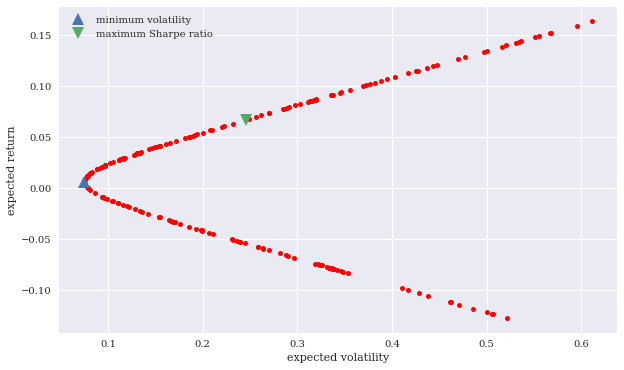 minimum volatility
maximum Sharpe ratio
expected return
0.15
0.10
0.05
0.00
−0.05
−0.10
0.1 0.2 0.3 0.4 0.5 0.6
expected volatility